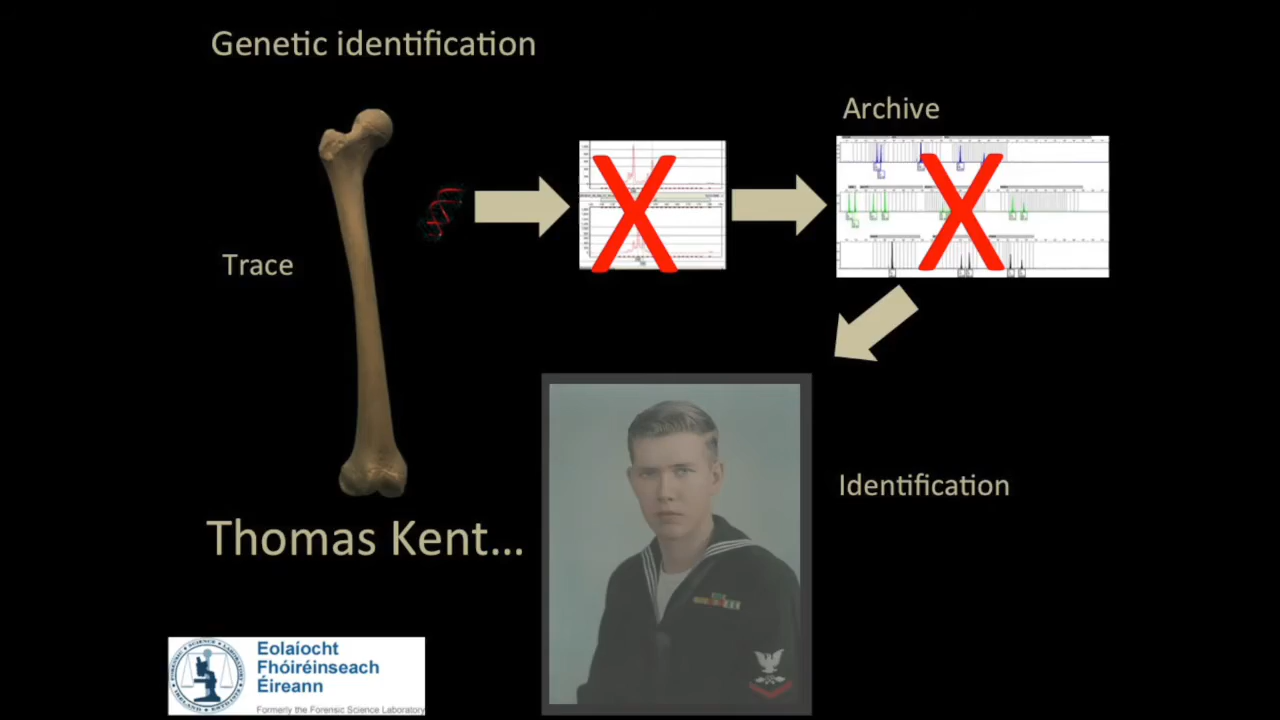 Genetic identification
Archive
X
X
Trace
Identification
Thomas Kent...
Eolaíocht
Fhóiréinseach
Éireann
Formerly the Forensic Science Laboratory